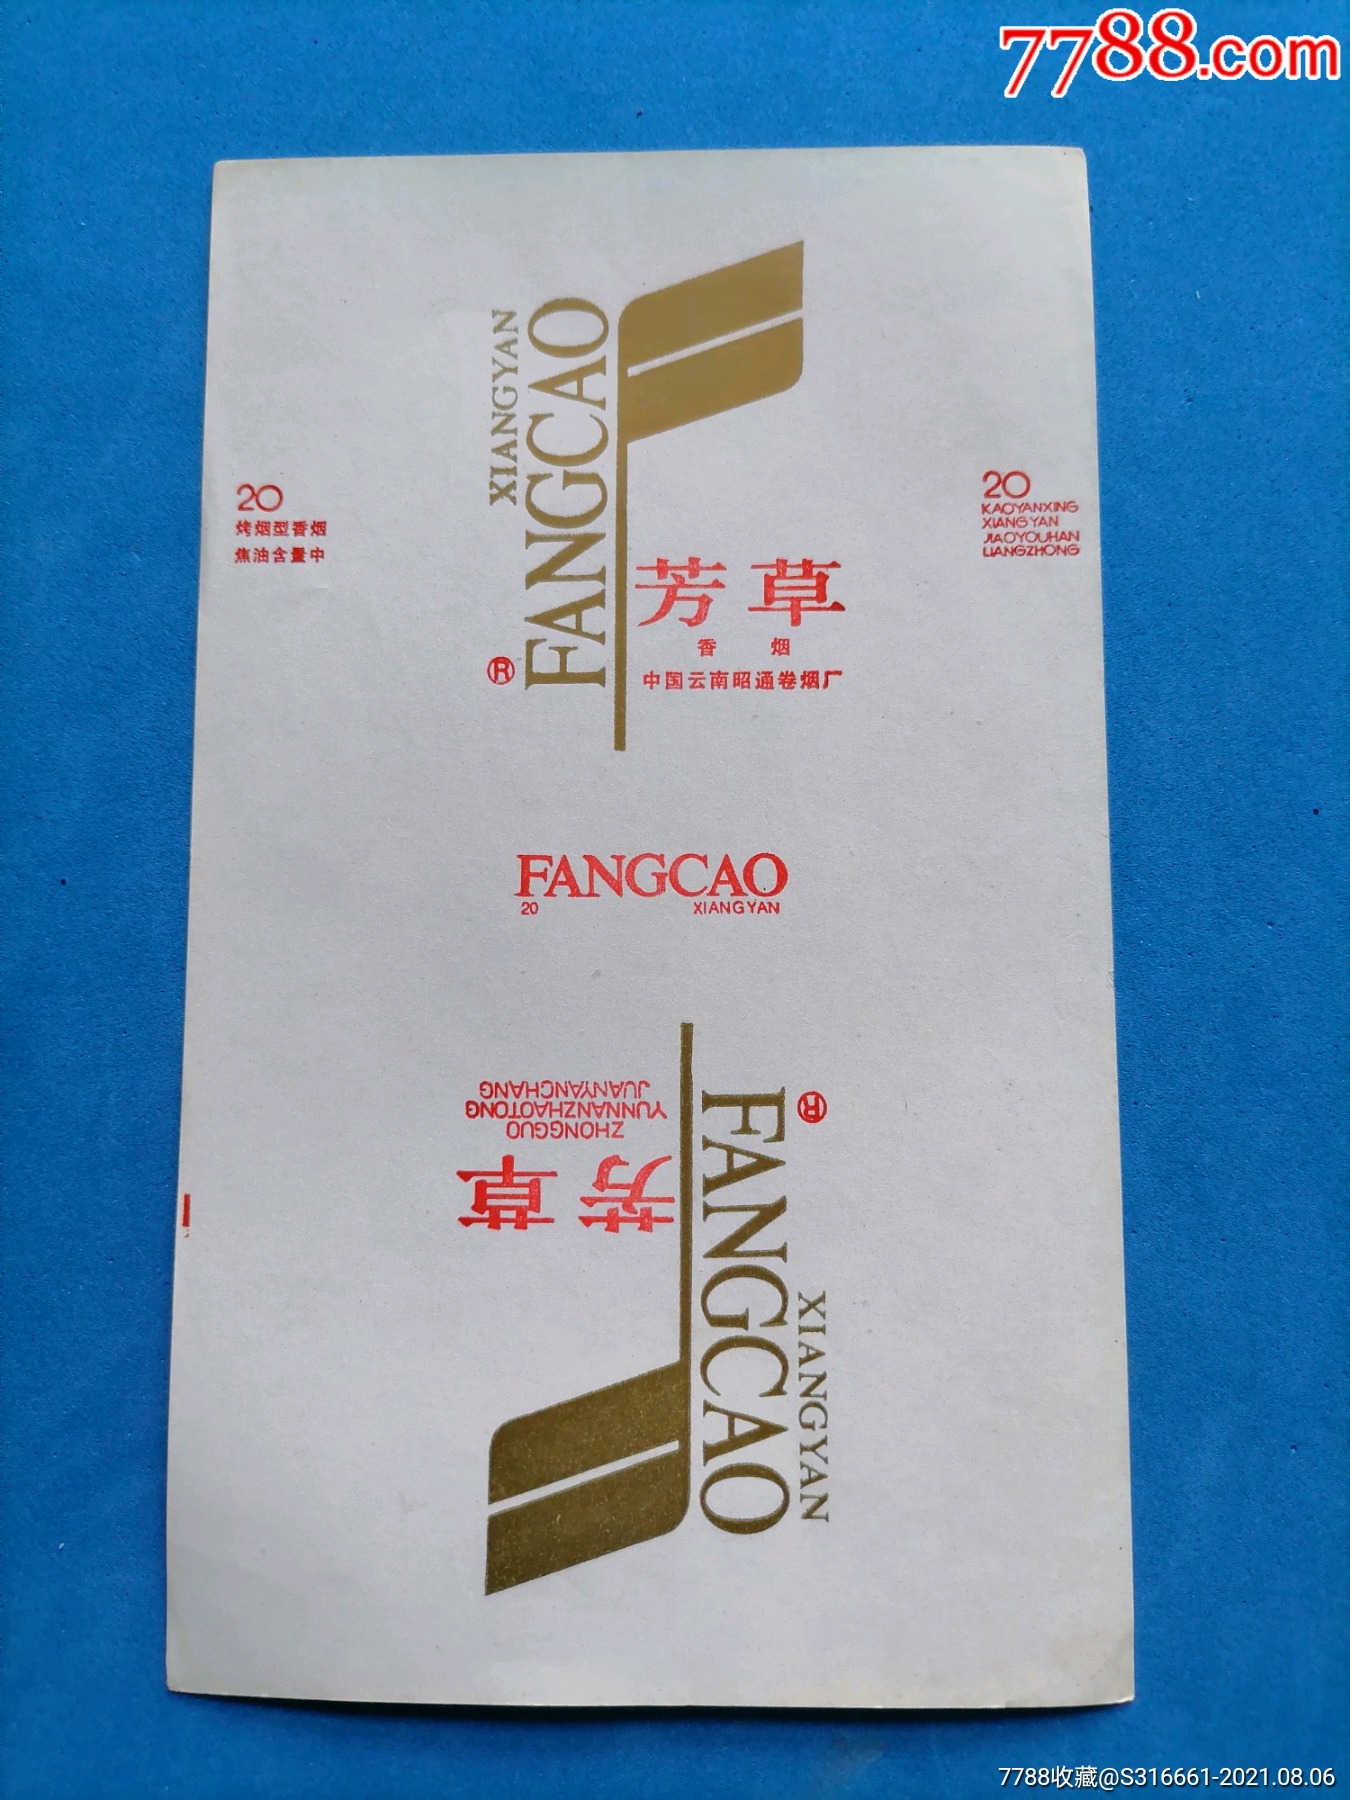 7788.com
XIANGYAN
FANGCAO
®
20
烤烟型香烟
焦油含量中
20
KAOYANXING
XIANGYAN
JIAOYOUHAN
LIANGZHONG
芳草
香烟
中国云南昭通卷烟厂
FANGCAO
20 XIANGYAN
芳草
ZHONGGUO
YUNNANZHAOTONG
JUANYANCHANG
®
FANGCAO
XIANGYAN
7788收藏@S316661-2021.08.06